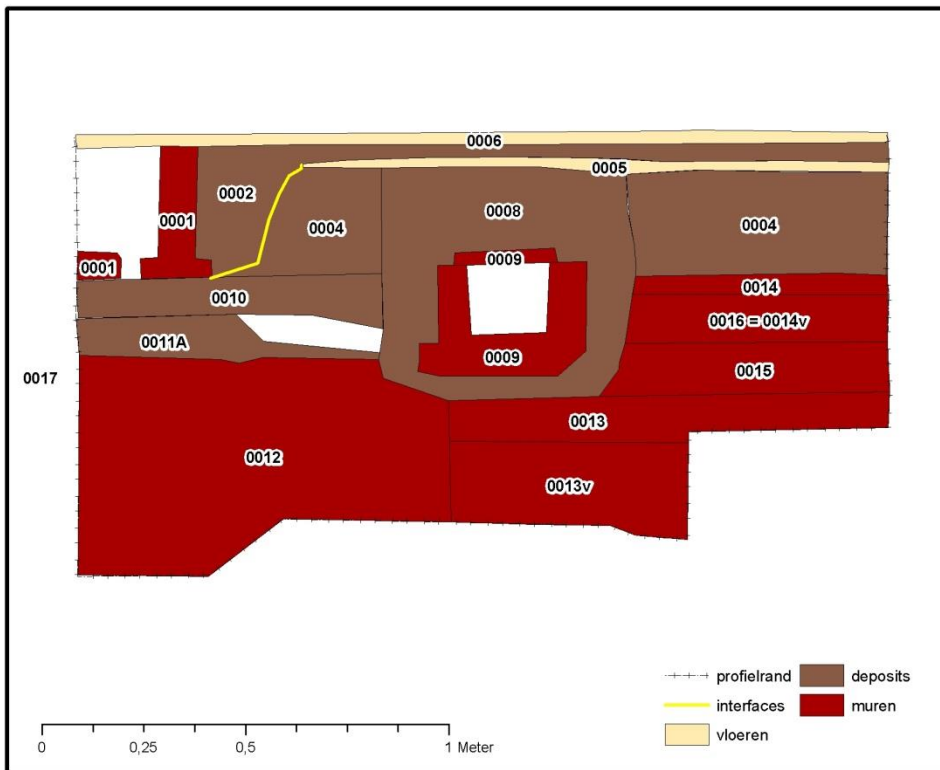 0006
0005
0002
0001
0004
0008
0004
0001
0009
0010
0014
0016 = 0014v
0011A
0009
0017
0015
0013
0012
0013v
profielrand
deposits
interfaces
muren
vloeren
0
0,25
0,5
1 Meter